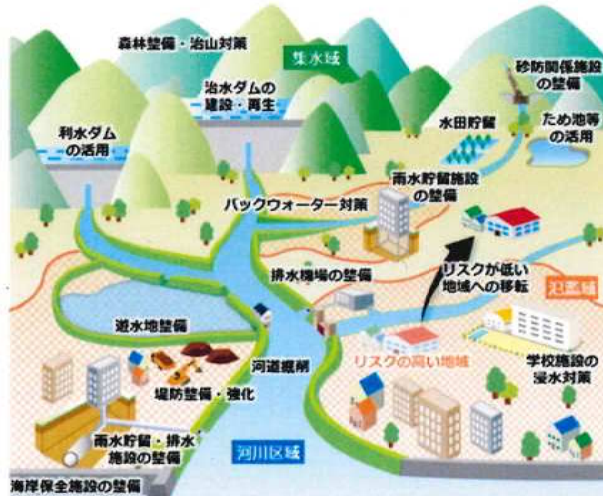 森林整備・治山対策
集水域
砂防関係施設
の整備
治水ダムの
建設・再生
利水ダム
の活用
水田貯留
ため池等
の活用
雨水貯留施設
の整備
バックウォーター対策
排水機場の整備
リスクが低い
地域への移転
氾濫域
遊水地整備
河道掘削
リスクの高い地域
学校施設の
浸水対策
堤防整備・強化
雨水貯留・排水
施設の整備
河川区域
海岸保全施設の整備